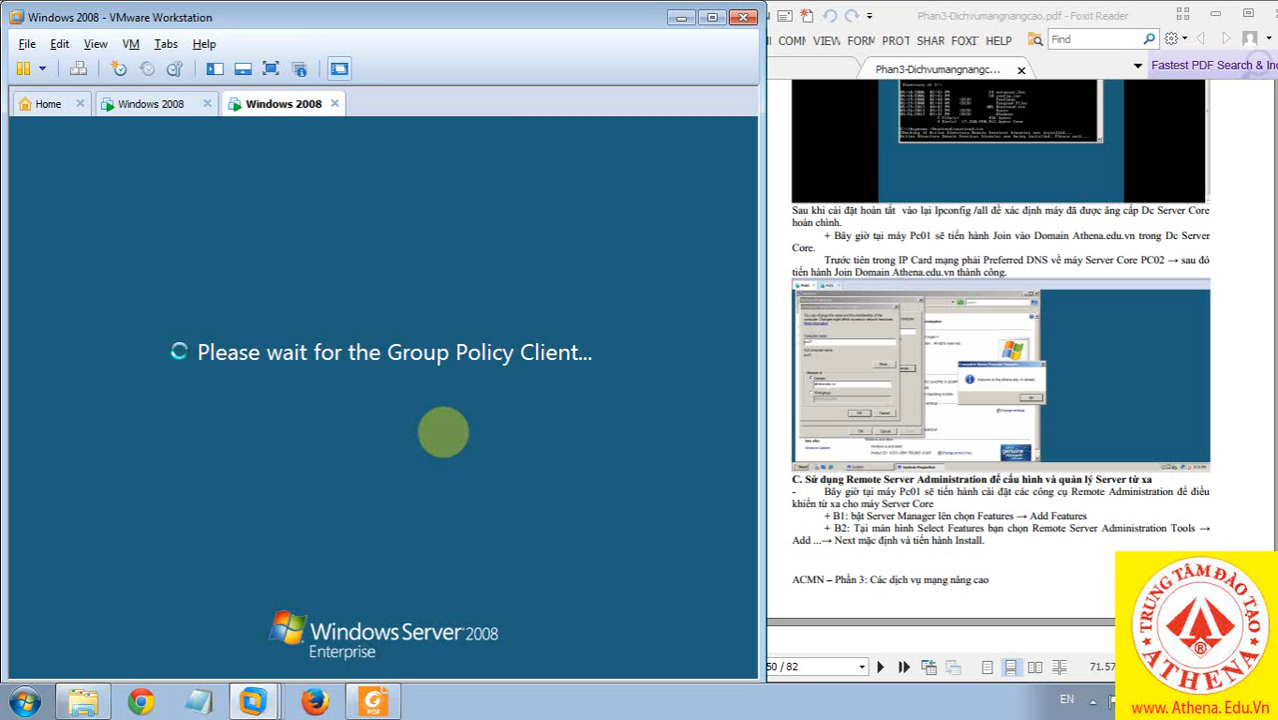 Windows 2008 - VMware Workstation
File Edit View VM Tabs Help
Home
Windows 2008
Windows
Please wait for the Group Policy Client...
Windows Server 2008
Enterprise
Phan3-Dichvumangnangcao.pdf - Foxit Reader
COMM VIEW FORM PROT SHAR FOXI HELP
Find
Phan3-Dichvumangnangc...
Fastest PDF Search &
Sau khi cài đặt hoàn tất vào lại Ipconfig /all để xác định máy đã được âng cấp Dc Server Core
hoàn chỉnh.
+ Bây giờ tại máy Pc01 sẽ tiến hành Join vào Domain Athena.edu.vn trong Dc Server
Core.
Trước tiên trong IP Card mạng phải Preferred DNS về máy Server Core PC02 → sau đó
tiến hành Join Domain Athena.edu.vn thành công.
C. Sử dụng Remote Server Administration để cấu hình và quản lý Server từ xa
- Bây giờ tại máy Pc01 sẽ tiến hành cài đặt các công cụ Remote Administration để điều
khiển từ xa cho máy Server Core
+ B1: bật Server Manager lên chọn Features → Add Features
+ B2: Tại màn hình Select Features bạn chọn Remote Server Administration Tools →
Add ...→ Next mặc định và tiến hành Install.
ACMN – Phần 3: Các dịch vụ mạng nâng cao
50 / 82
71.57
EN
TRUNG TÂM ĐÀO TẠO
ATHENA
®
www.Athena.Edu.Vn